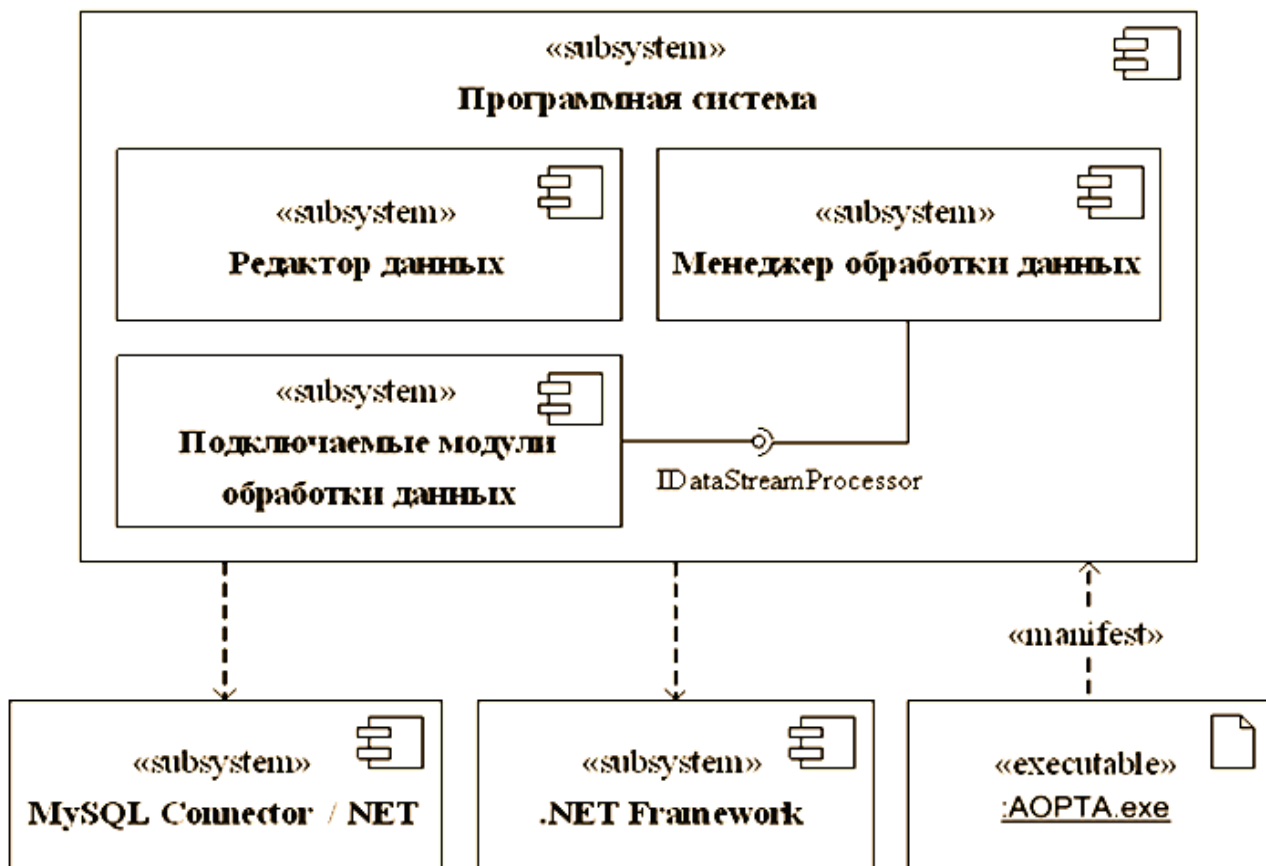 «subsystem»
Программная система
«subsystem»
Редактор данных
«subsystem»
Менеджер обработки данных
«subsystem»
Подключаемые модули
обработки данных
IDataStreamProcessor
«manifest»
«subsystem»
MySQL Connector / NET
«subsystem»
.NET Framework
«executable»
:AOPTA.exe